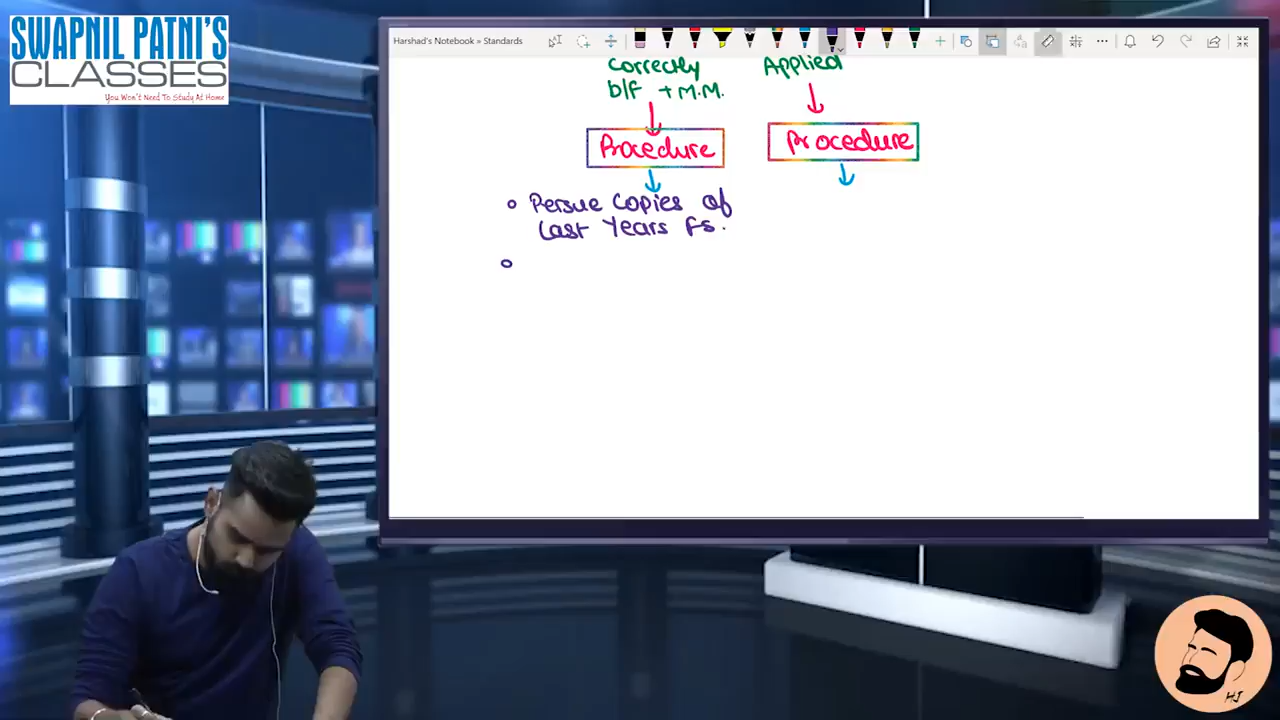 SWAPNIL PATNI'S
CLASSES
You Won't Need To Study At Home
Harshad's Notebook » Standards
Correctly
b/f + M.M.
Applied
Procedure
Procedure
Persue Copies of
Last Years FS.
HJ